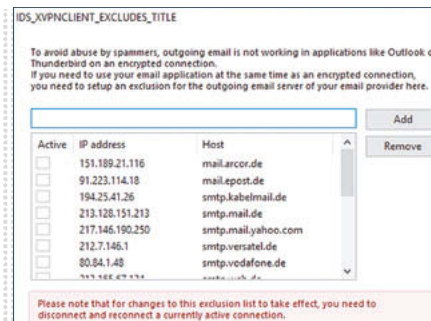 IDS_XVPNCLIENT_EXCLUDES_TITLE
To avoid abuse by spammers, outgoing email is not working in applications like Outlook
Thunderbird on an encrypted connection.
If you need to use your email application at the same time as an encrypted connection,
you need to setup an exclusion for the outgoing email server of your email provider here.
Add
Active IP address Host
Remove
151.189.21.116 mail.arcor.de
91.223.114.18 mail.epost.de
194.25.41.26 smtp.kabelmail.de
213.128.151.213 smtp.mail.de
217.146.190.250 smtp.mail.yahoo.com
212.7.146.1 smtp.versatel.de
80.84.1.48 smtp.vodafone.de
Please note that for changes to this exclusion list to take effect, you need to
disconnect and reconnect a currently active connection.